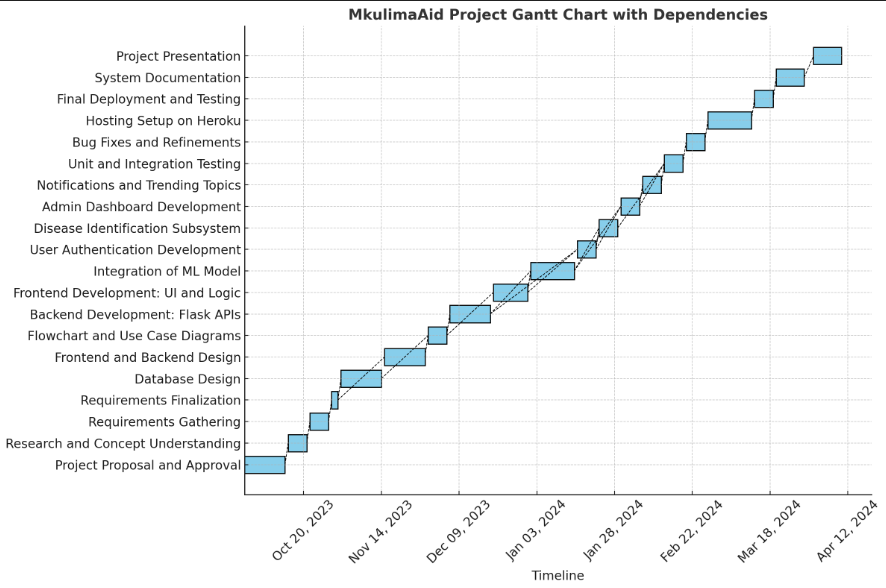 MkulimaAid Project Gantt Chart with Dependencies
Project Presentation
System Documentation
Final Deployment and Testing
Hosting Setup on Heroku
Bug Fixes and Refinements
Unit and Integration Testing
Notifications and Trending Topics
Admin Dashboard Development
Disease Identification Subsystem
User Authentication Development
Integration of ML Model
Frontend Development: UI and Logic
Backend Development: Flask APIs
Flowchart and Use Case Diagrams
Frontend and Backend Design
Database Design
Requirements Finalization
Requirements Gathering
Research and Concept Understanding
Project Proposal and Approval
Oct 20, 2023
Nov 14, 2023
Dec 09, 2023
Jan 03, 2024
Jan 28, 2024
Feb 22, 2024
Mar 18, 2024
Apr 12, 2024
Timeline